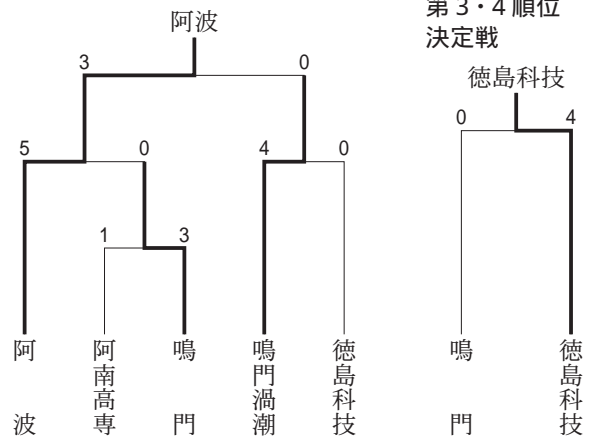 阿波
3 0
5 0 4 0
1 3
阿波
阿南高専
鳴門
鳴門渦潮
徳島科技
第3・4順位
決定戦
徳島科技
0 4
鳴門
徳島科技